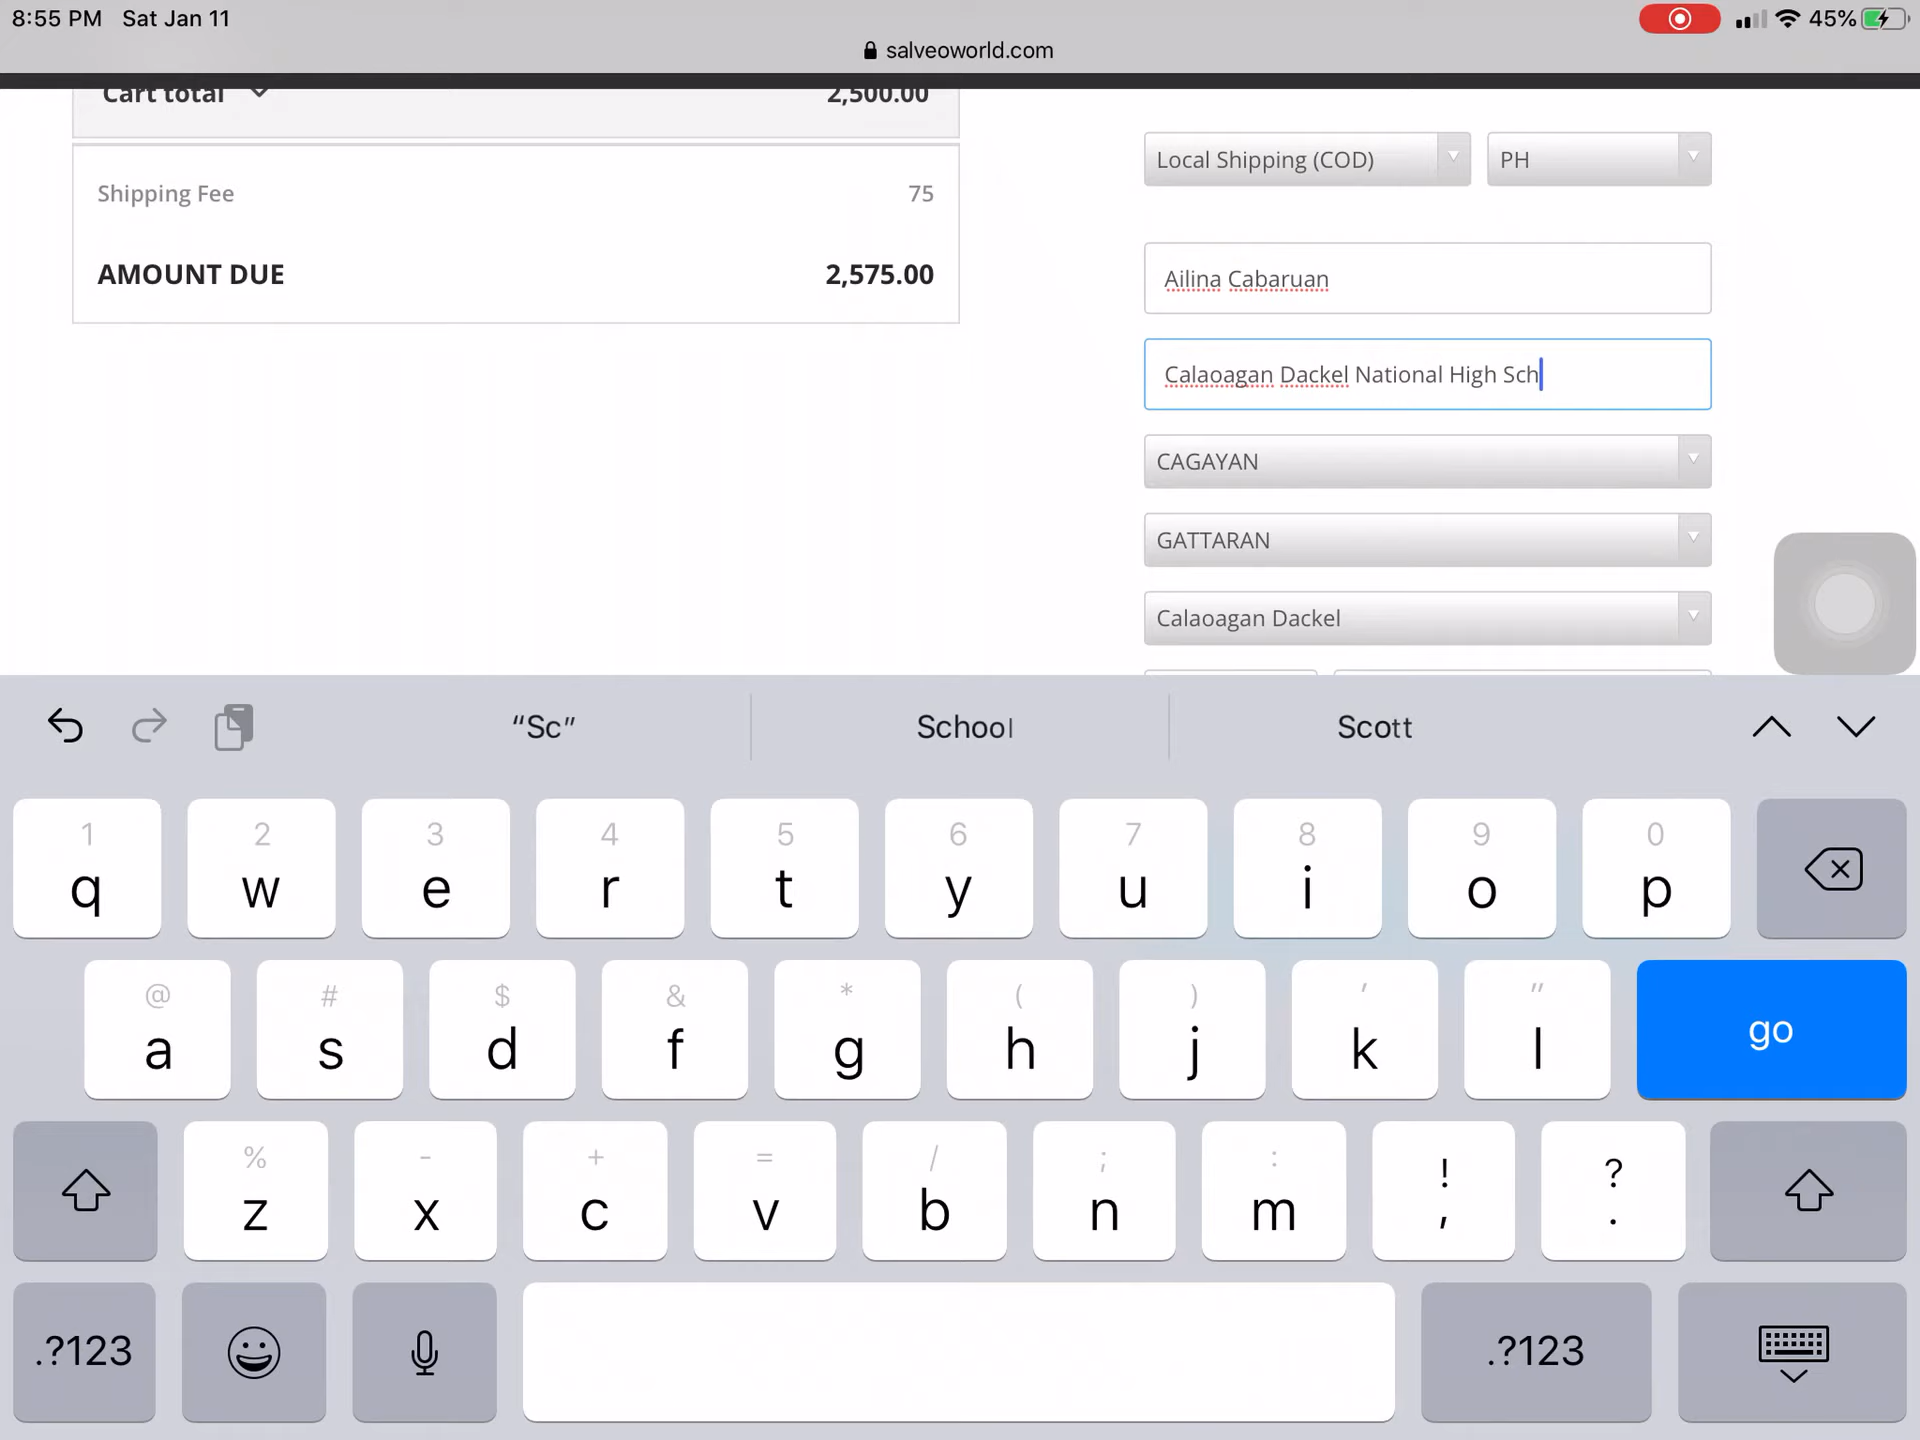 8:55 PM Sat Jan 11
45%
salveoworld.com
Cart total 2,500.00
Shipping Fee 75
AMOUNT DUE 2,575.00
Local Shipping (COD) PH
Ailina Cabaruan
Calaoagan Dackel National High Sch
CAGAYAN
GATTARAN
Calaoagan Dackel
“Sc” School Scott
1 2 3 4 5 6 7 8 9 0
q w e r t y u i o p
@ # $ & * ( ) ' "
a s d f g h j k l go
% - + = / ; : ! ?
z x c v b n m , .
.?123 .?123